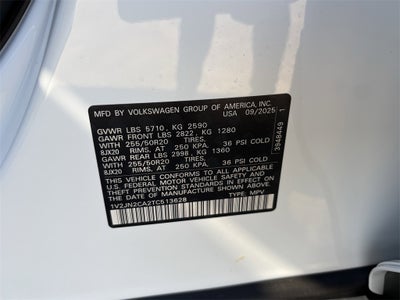 MFD. BY VOLKSWAGEN GROUP OF AMERICA, INC.
USA 09/2025
GVWR LBS 5710, KG 2590
GAWR FRONT LBS 2822, KG 1280
WITH 255/50R20 TIRES,
8JX20 RIMS, AT 250 KPA, 36 PSI COLD
GAWR REAR LBS 2998, KG 1360
WITH 255/50R20 TIRES,
8JX20 RIMS, AT 250 KPA, 36 PSI COLD
THIS VEHICLE CONFORMS TO ALL APPLICABLE
U.S. FEDERAL MOTOR VEHICLE SAFETY
STANDARDS IN EFFECT ON THE
DATE OF MANUFACTURE SHOWN ABOVE.
1V2JN2CA2TC513628
TYPE: MPV